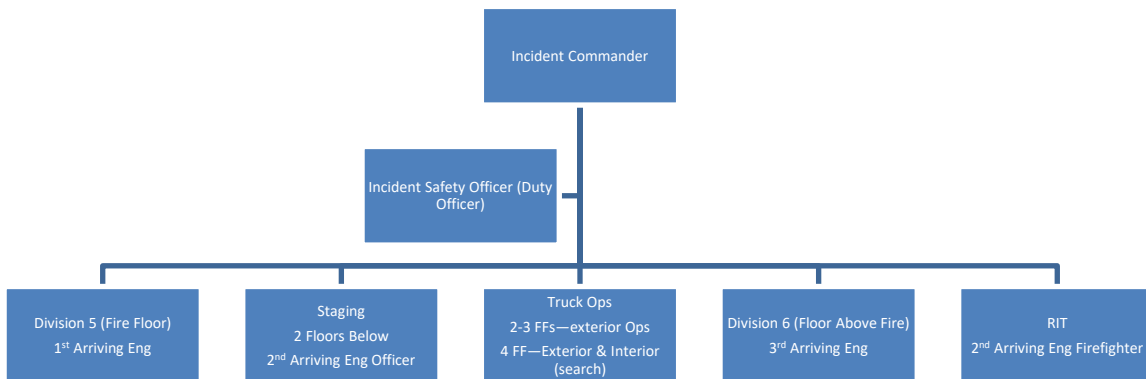 Incident Commander
Incident Safety Officer (Duty
Officer)
Division 5 (Fire Floor)
1st Arriving Eng
Staging
2 Floors Below
2nd Arriving Eng Officer
Truck Ops
2-3 FFs—exterior Ops
4 FF—Exterior & Interior
(search)
Division 6 (Floor Above Fire)
3rd Arriving Eng
RIT
2nd Arriving Eng Firefighter